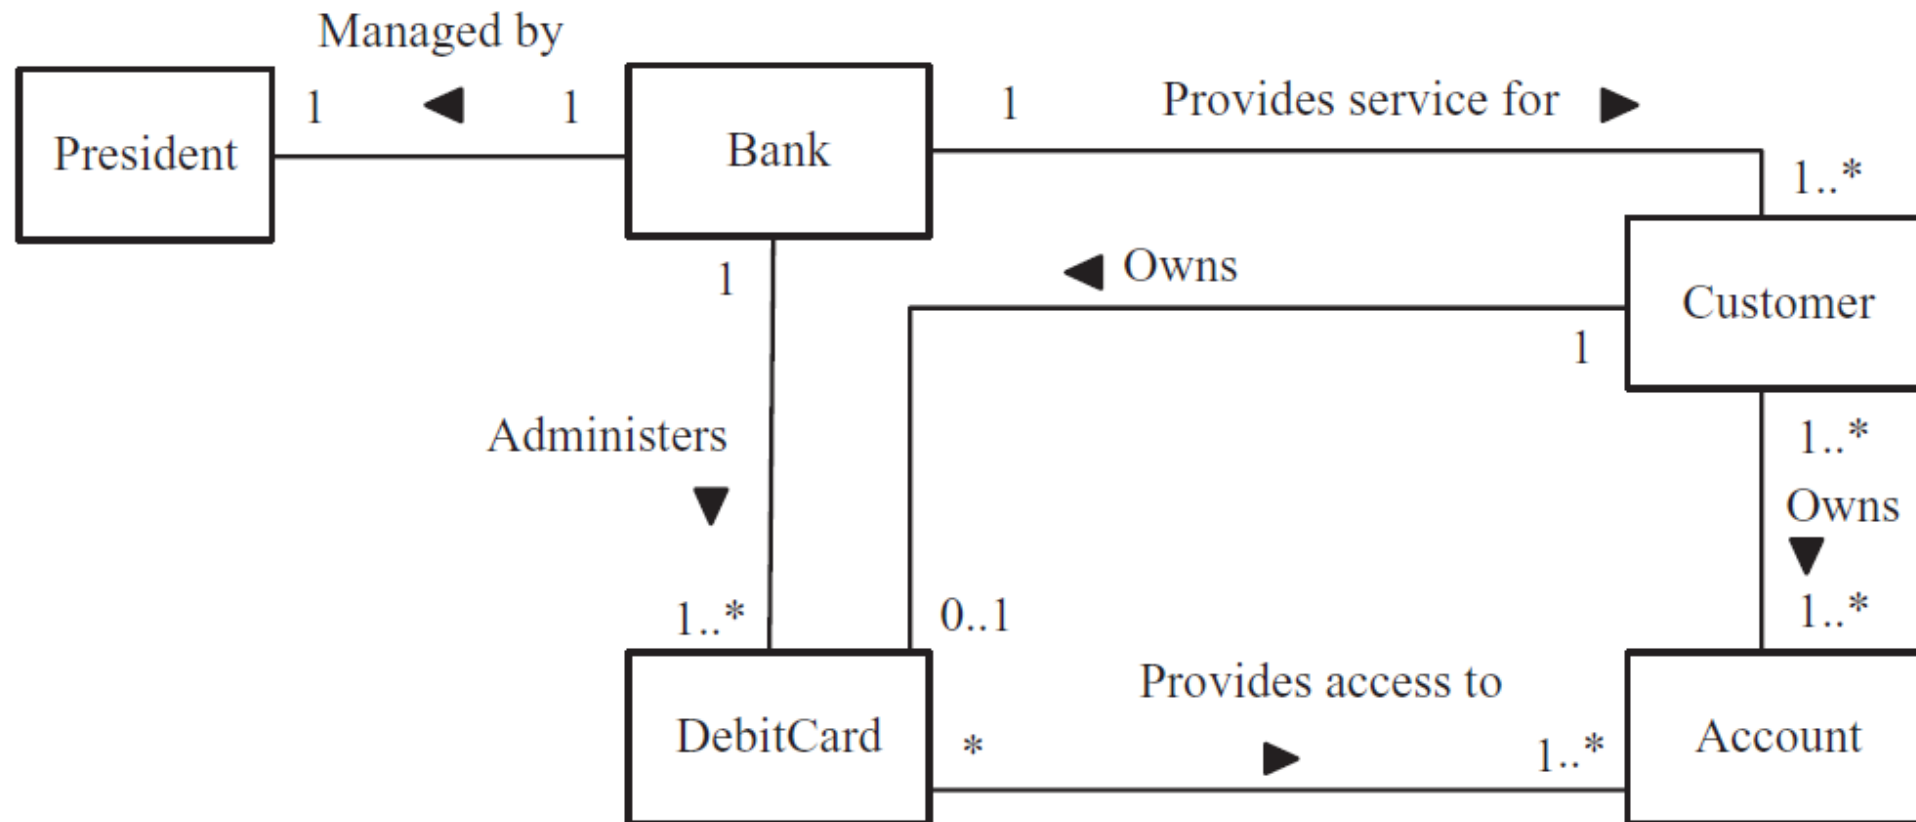 Managed by
President
1
1
Bank
1
Provides service for
1..*
Customer
1
Owns
1
Administers
1..*
Owns
1..*
0..1
1..*
DebitCard
*
Provides access to
1..*
Account